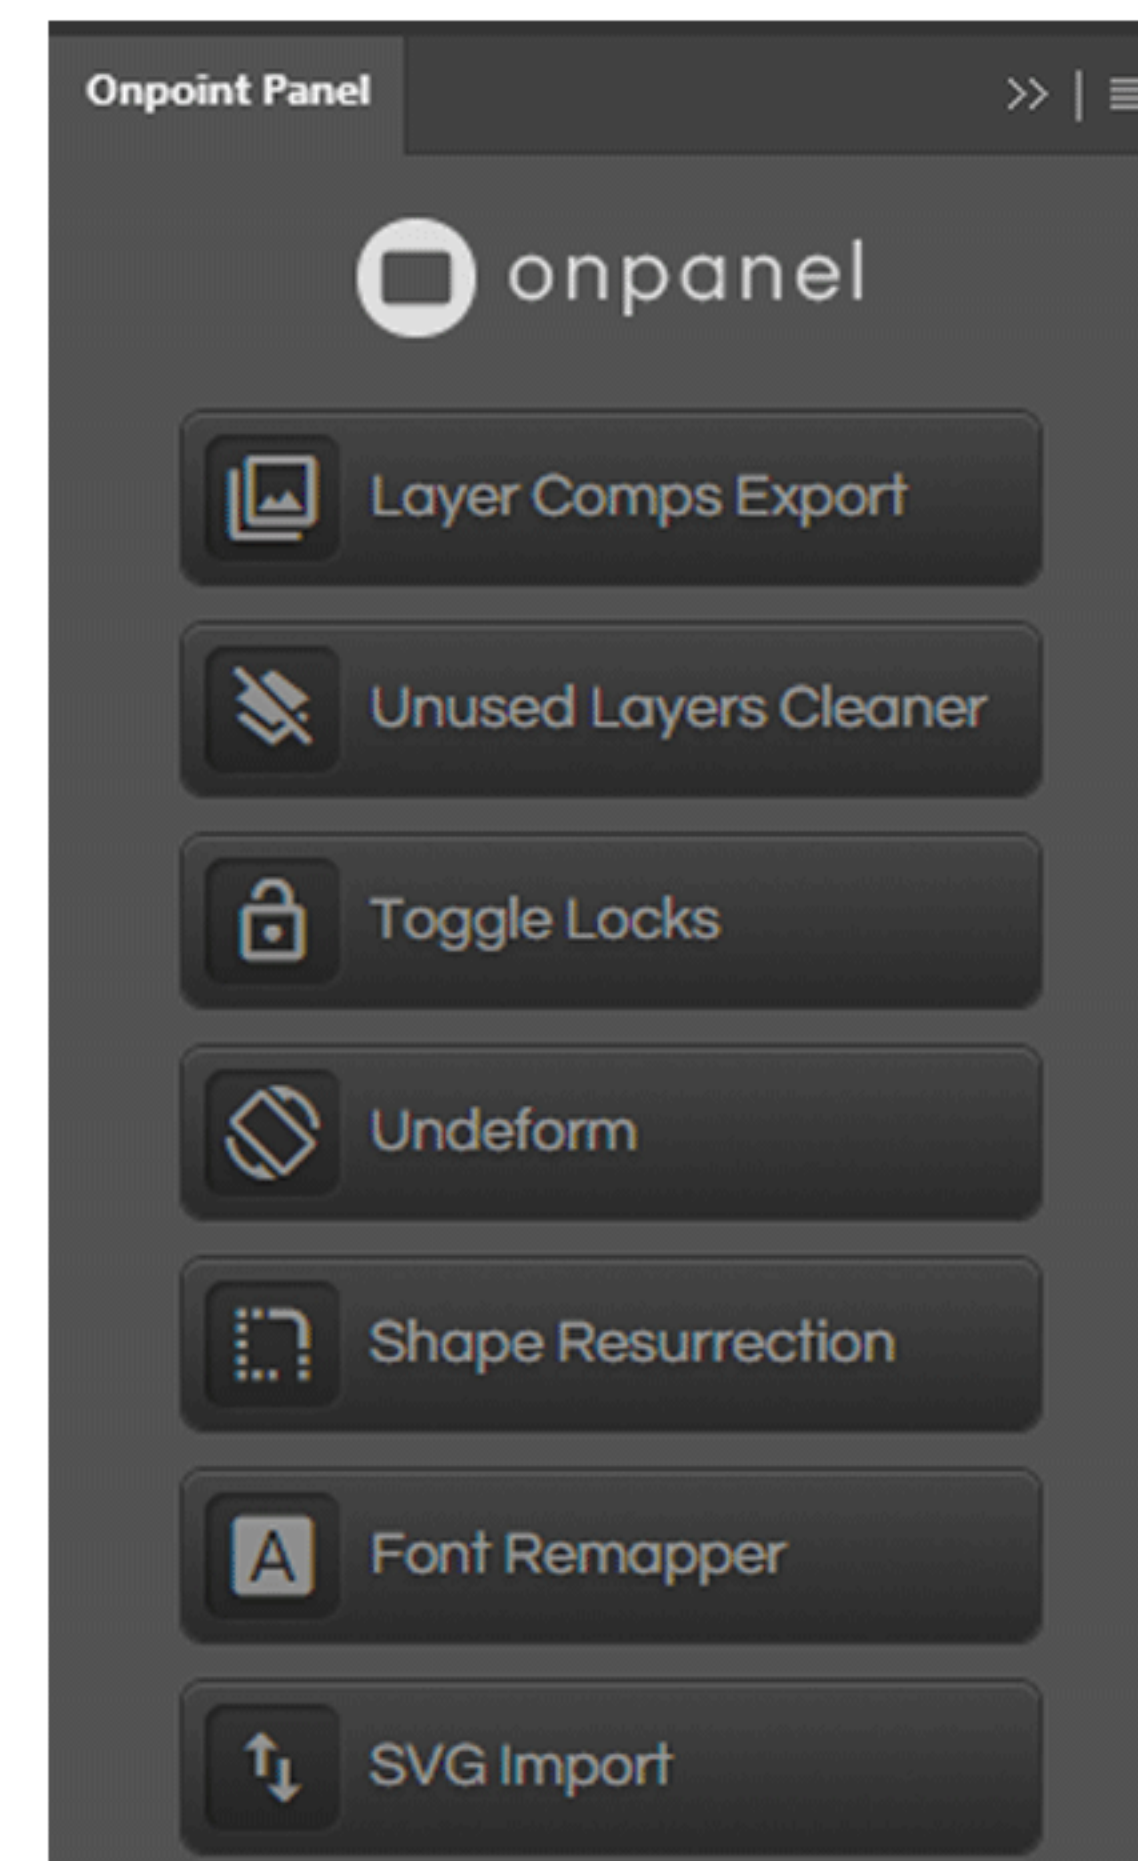 Onpoint Panel
onpanel
Layer Comps Export
Unused Layers Cleaner
Toggle Locks
Undeform
Shape Resurrection
Font Remapper
SVG Import